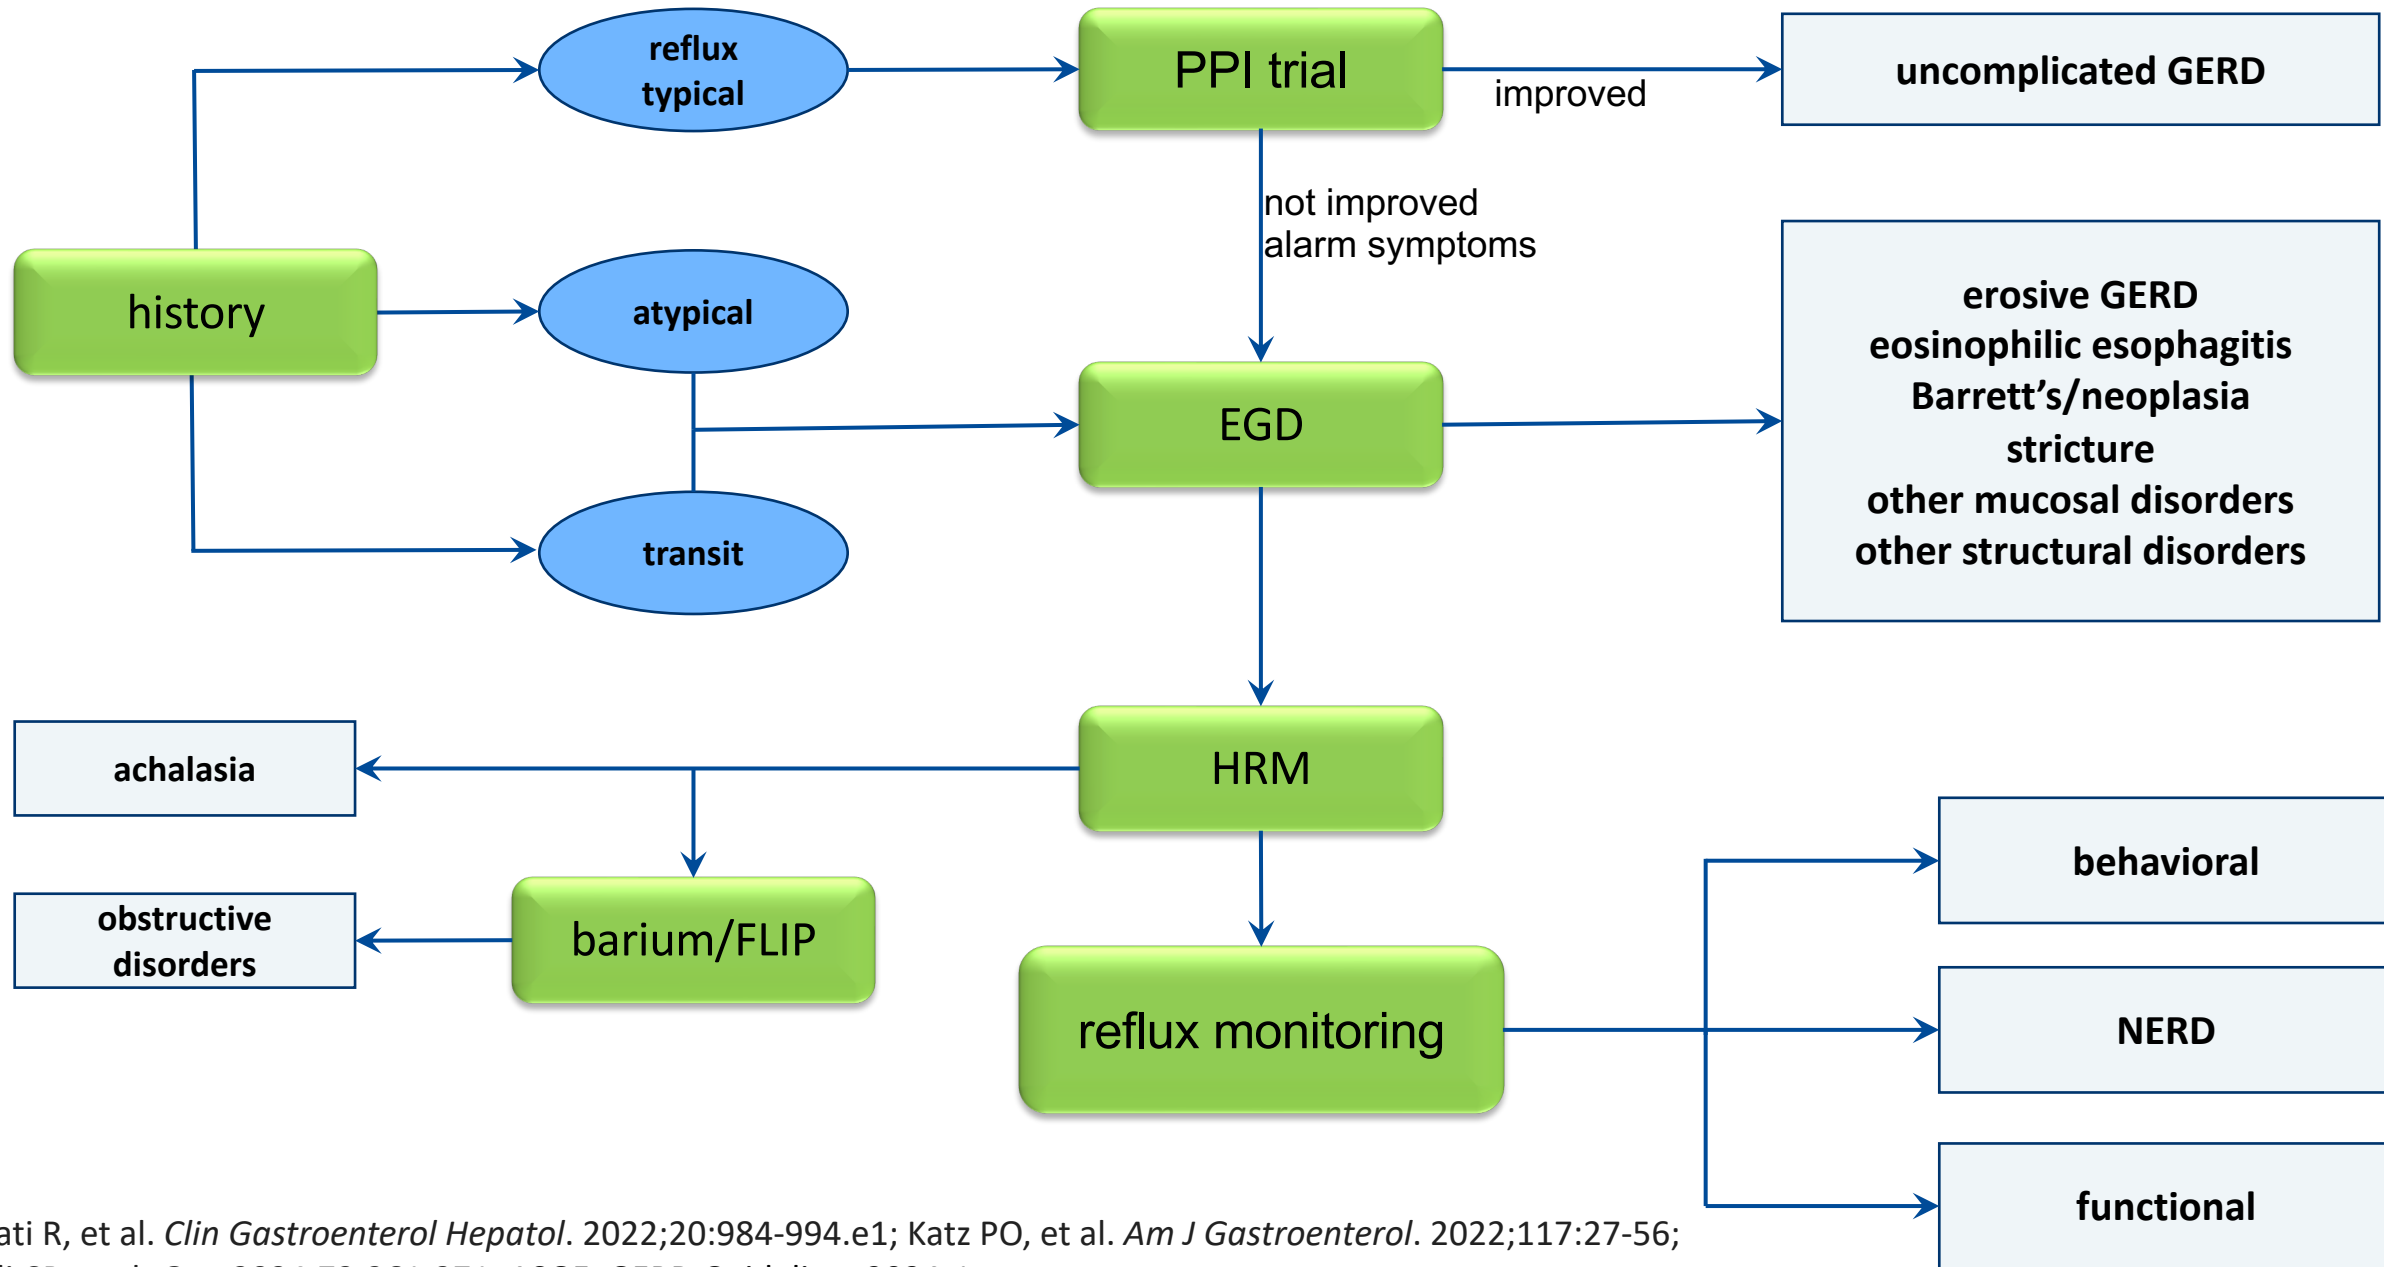 reflux
typical
PPI trial
improved
uncomplicated GERD
not improved
alarm symptoms
history
atypical
transit
EGD
erosive GERD
eosinophilic esophagitis
Barrett’s/neoplasia
stricture
other mucosal disorders
other structural disorders
achalasia
HRM
obstructive
disorders
barium/FLIP
reflux monitoring
behavioral
NERD
functional
R, et al. Clin Gastroenterol Hepatol. 2022;20:984-994.e1; Katz PO, et al. Am J Gastroenterol. 2022;117:27-56;